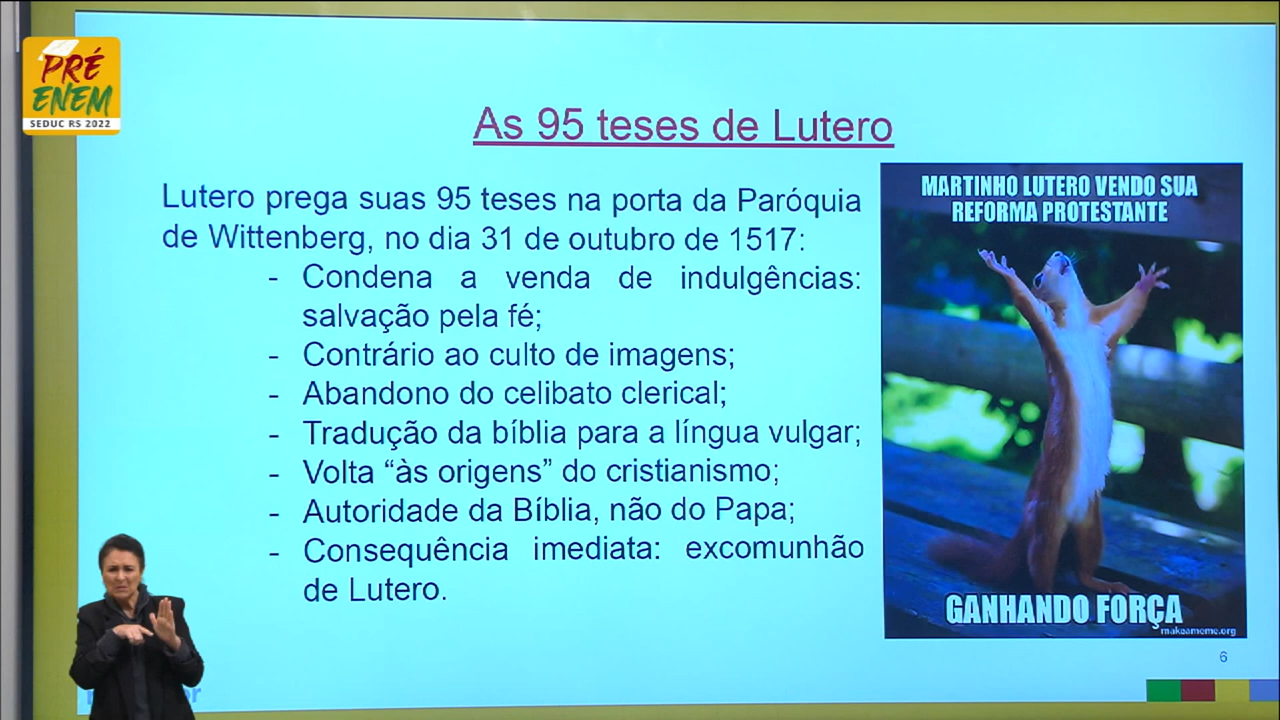 PRÉ
ENEM
SEDUC RS 2022
As 95 teses de Lutero
Lutero prega suas 95 teses na porta da Paróquia
de Wittenberg, no dia 31 de outubro de 1517:
- Condena a venda de indulgências:
salvação pela fé;
- Contrário ao culto de imagens;
- Abandono do celibato clerical;
- Tradução da bíblia para a língua vulgar;
- Volta “às origens” do cristianismo;
- Autoridade da Bíblia, não do Papa;
- Consequência imediata: excomunhão
de Lutero.
MARTINHO LUTERO VENDO SUA
REFORMA PROTESTANTE
GANHANDO FORÇA
makeameme.org
6